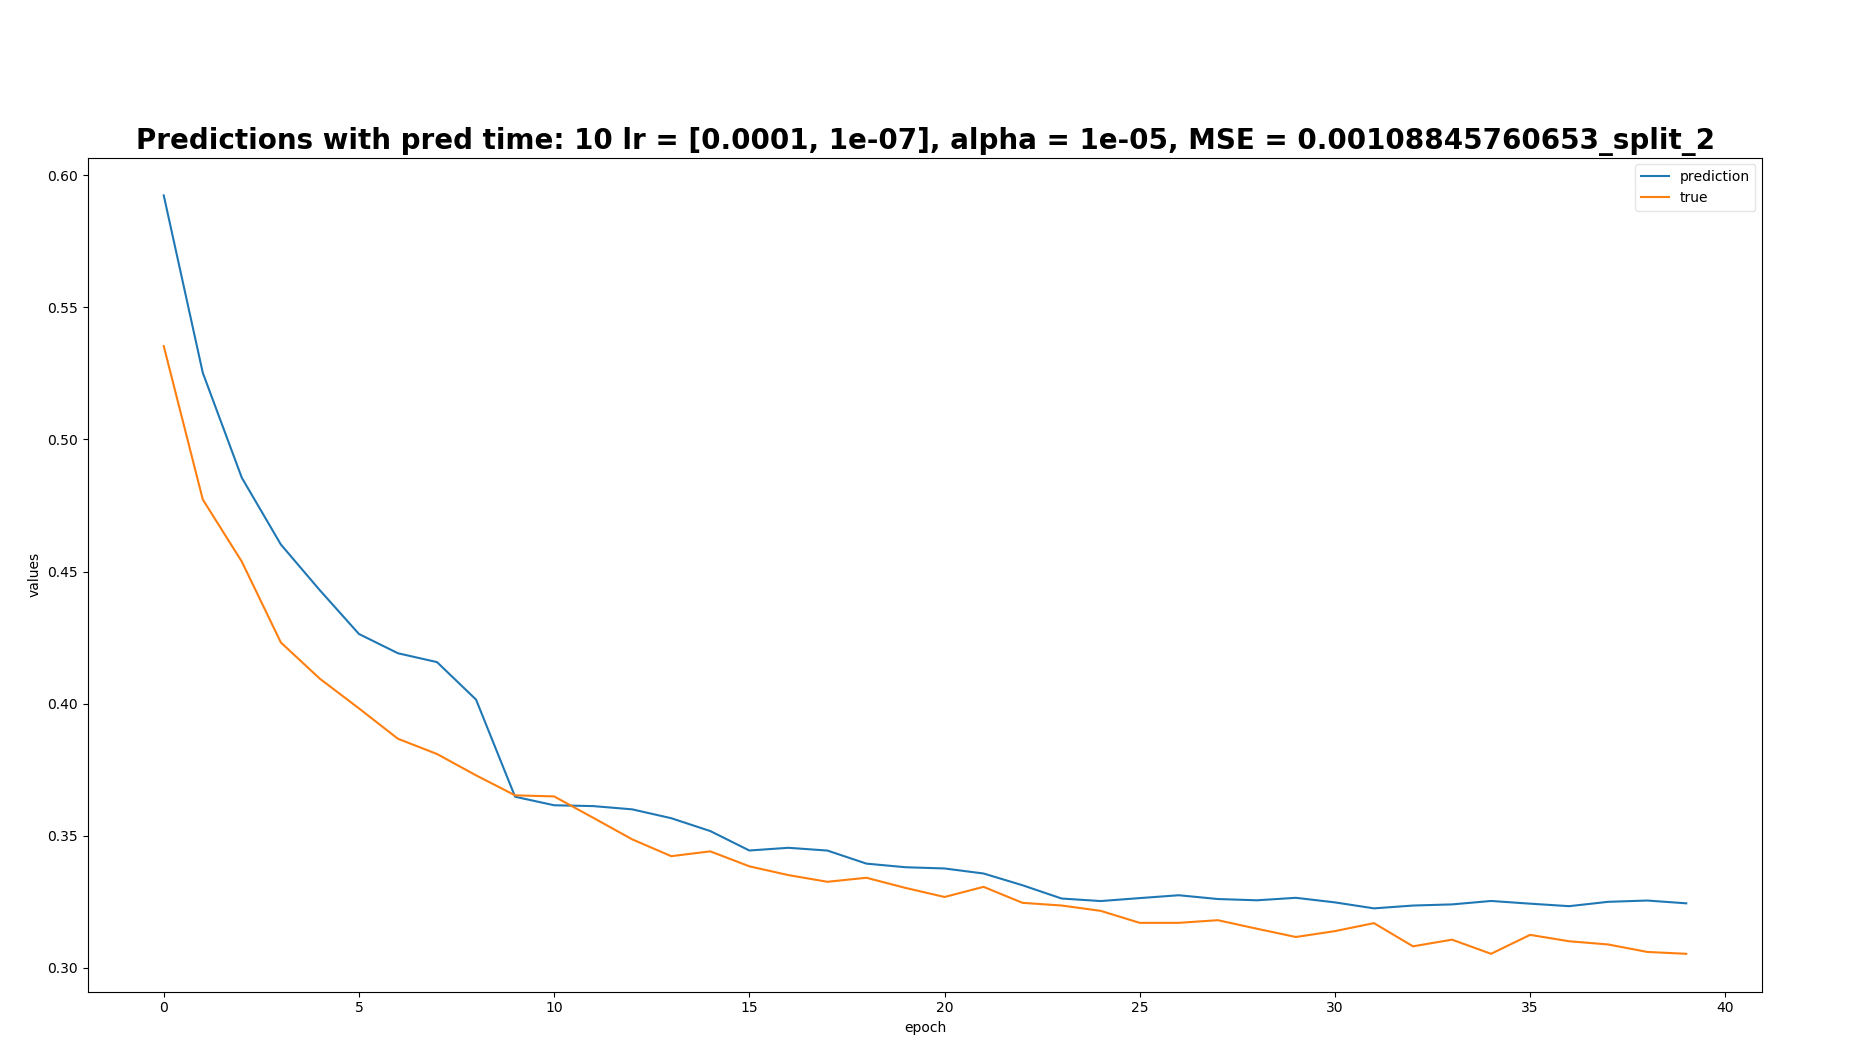 Predictions with pred time: 10 lr = [0.0001, 1e-07], alpha = 1e-05, MSE = 0.00108845760653_split_2
prediction
true
0.60
0.55
0.50
0.45
0.40
0.35
0.30
values
0 5 10 15 20 25 30 35 40
epoch